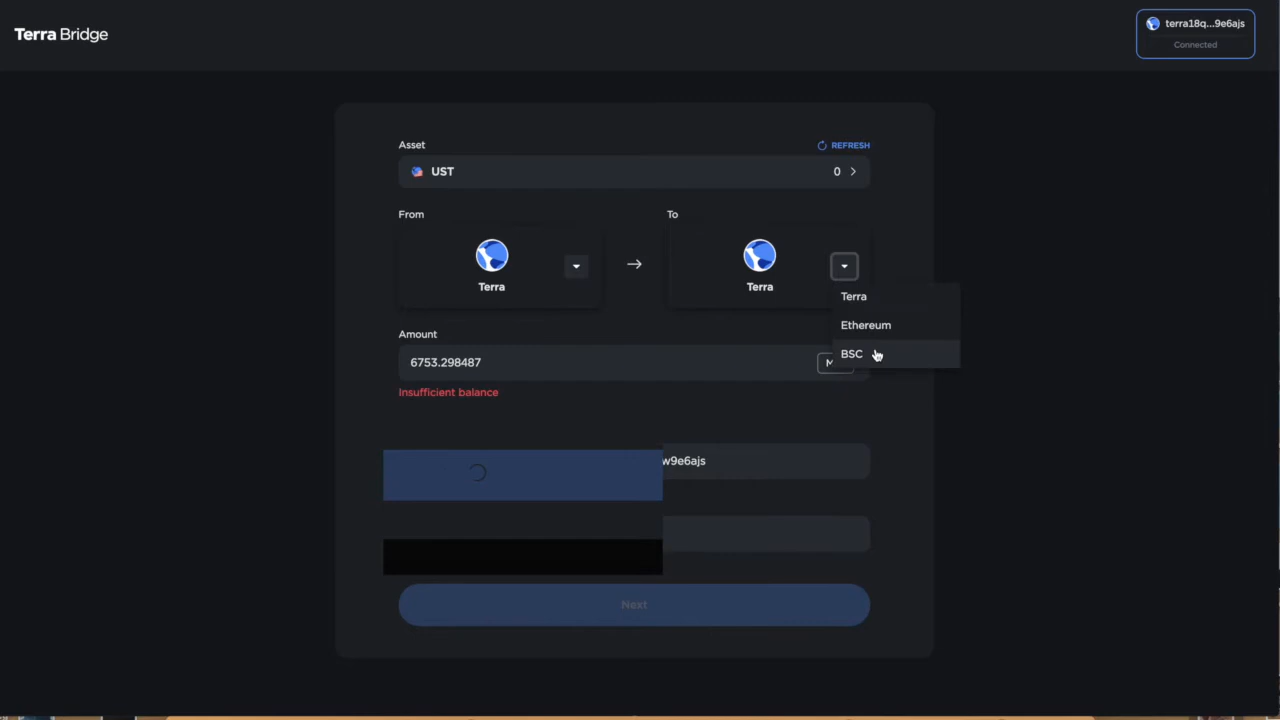 Terra Bridge
terra18q...9e6ajs
Connected
Asset
REFRESH
UST
0
From
To
Terra
Terra
Terra
Ethereum
BSC
Amount
6753.298487
Insufficient balance
w9e6ajs
Next